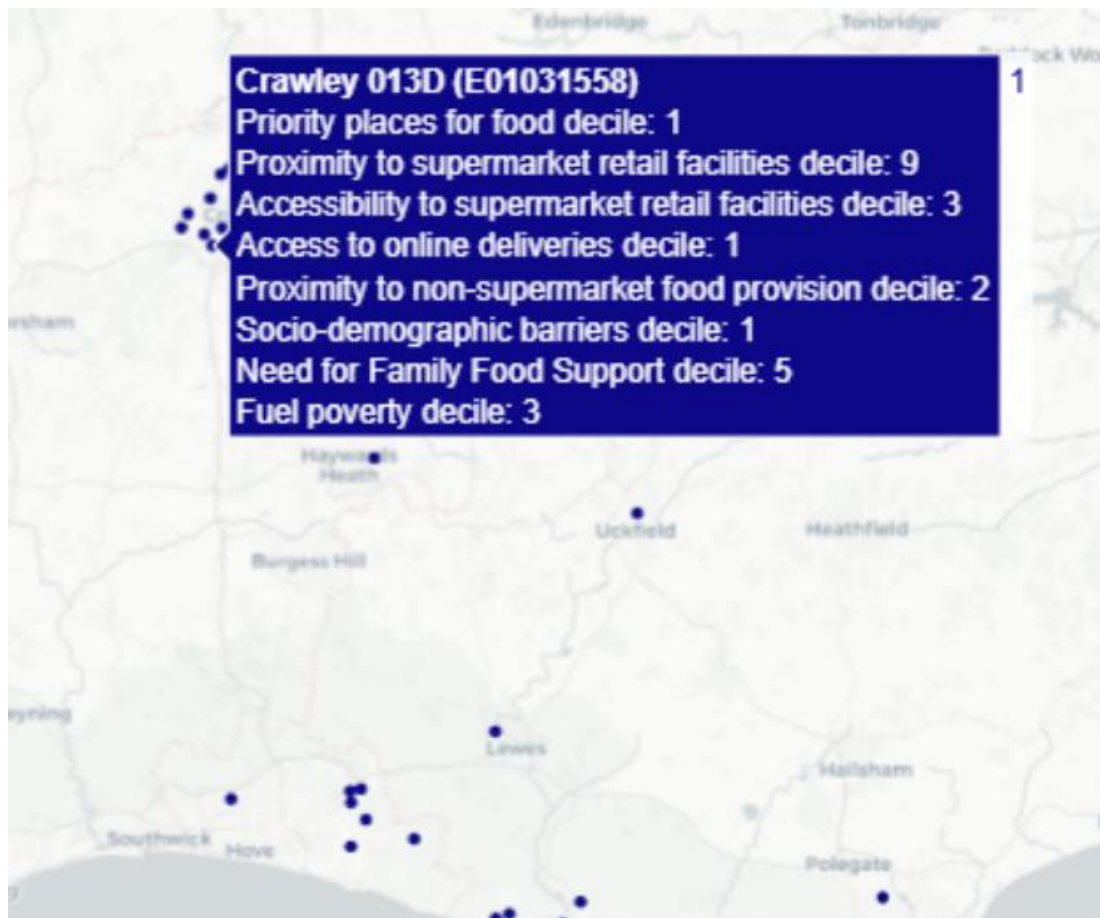 Edenbridge
Tonbridge
Crawley 013D (E01031558)
1
Priority places for food decile: 1
Proximity to supermarket retail facilities decile: 9
Accessibility to supermarket retail facilities decile: 3
Access to online deliveries decile: 1
Proximity to non-supermarket food provision decile: 2
Socio-demographic barriers decile: 1
Need for Family Food Support decile: 5
Fuel poverty decile: 3
Haywards
Heath
Uckfield
Heathfield
Burgess Hill
Lewes
Hailsham
Southwick
Hove
Polegate